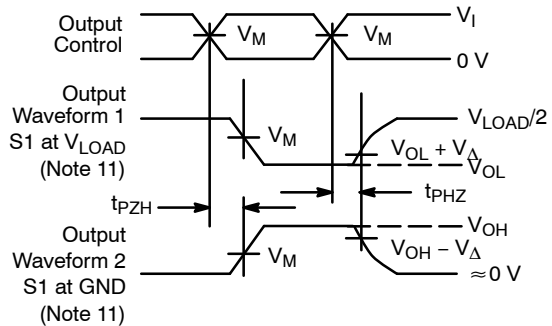 Output
Control
V_M
V_M
V_I
0 V
Output
Waveform 1
S1 at V_LOAD
(Note 11)
V_M
V_LOAD/2
V_OL + V_Δ
V_OL
t_PZH
t_PHZ
Output
Waveform 2
S1 at GND
(Note 11)
V_M
V_OH
V_OH − V_Δ
≈0 V